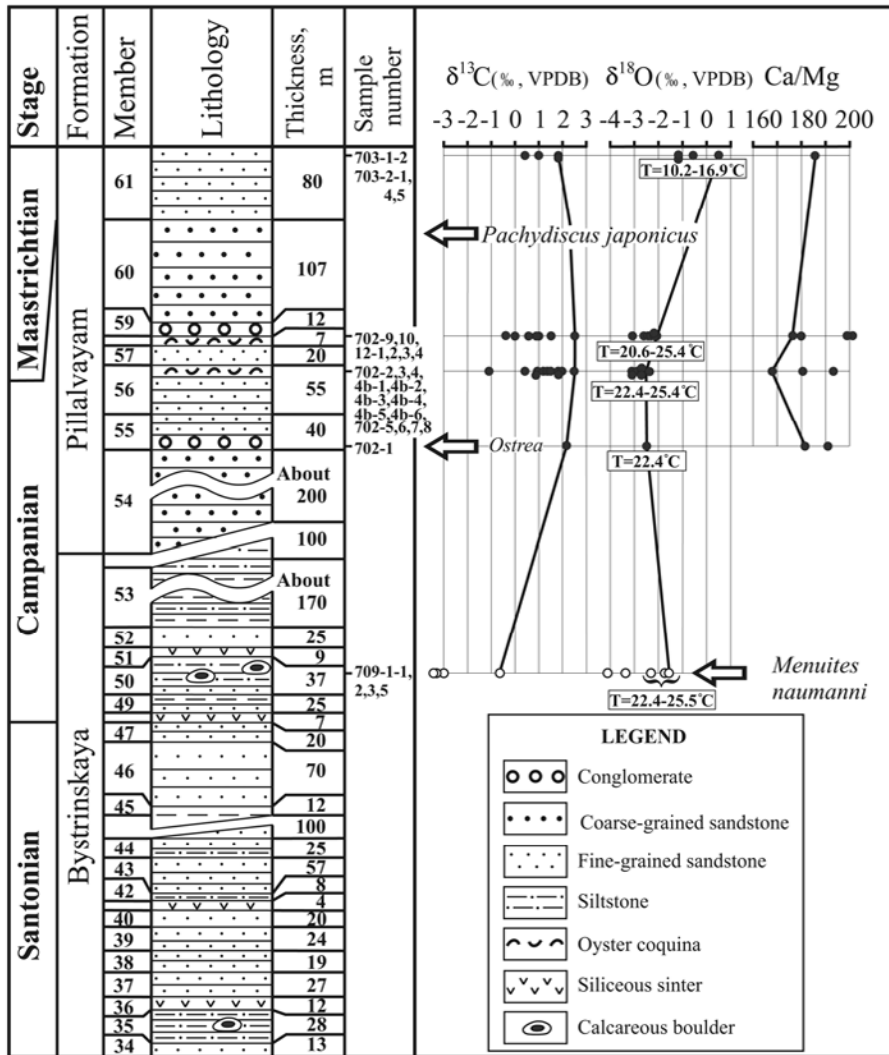 Stage
Formation
Member
Lithology
Thickness, m
Sample number
δ13C(‰, VPDB)
δ18O(‰, VPDB)
Ca/Mg
-3 -2 -1 0 1 2 3
-4 -3 -2 -1 0 1
160 180 200
Maastrichtian
Campanian
Santonian
Pillalvayam
Bystrinskaya
61
80
703-1-2
703-2-1,
4,5
T=10.2-16.9°C
Pachydiscus japonicus
60
107
59
12
7
702-9,10,
12-1,2,3,4
T=20.6-25.4°C
57
20
56
55
702-2,3,4,
4b-1,4b-2,
4b-3,4b-4,
4b-5,4b-6,
702-5,6,7,8
T=22.4-25.4°C
55
40
702-1
Ostrea
T=22.4°C
54
About
200
100
53
About
170
52
25
51
9
50
37
709-1-1,
2,3,5
Menuites
naumanni
T=22.4-25.5°C
49
25
7
47
20
46
70
45
12
100
44
25
43
57
42
8
4
40
20
39
24
38
19
37
27
36
12
35
28
34
13
LEGEND
Conglomerate
Coarse-grained sandstone
Fine-grained sandstone
Siltstone
Oyster coquina
Siliceous sinter
Calcareous boulder